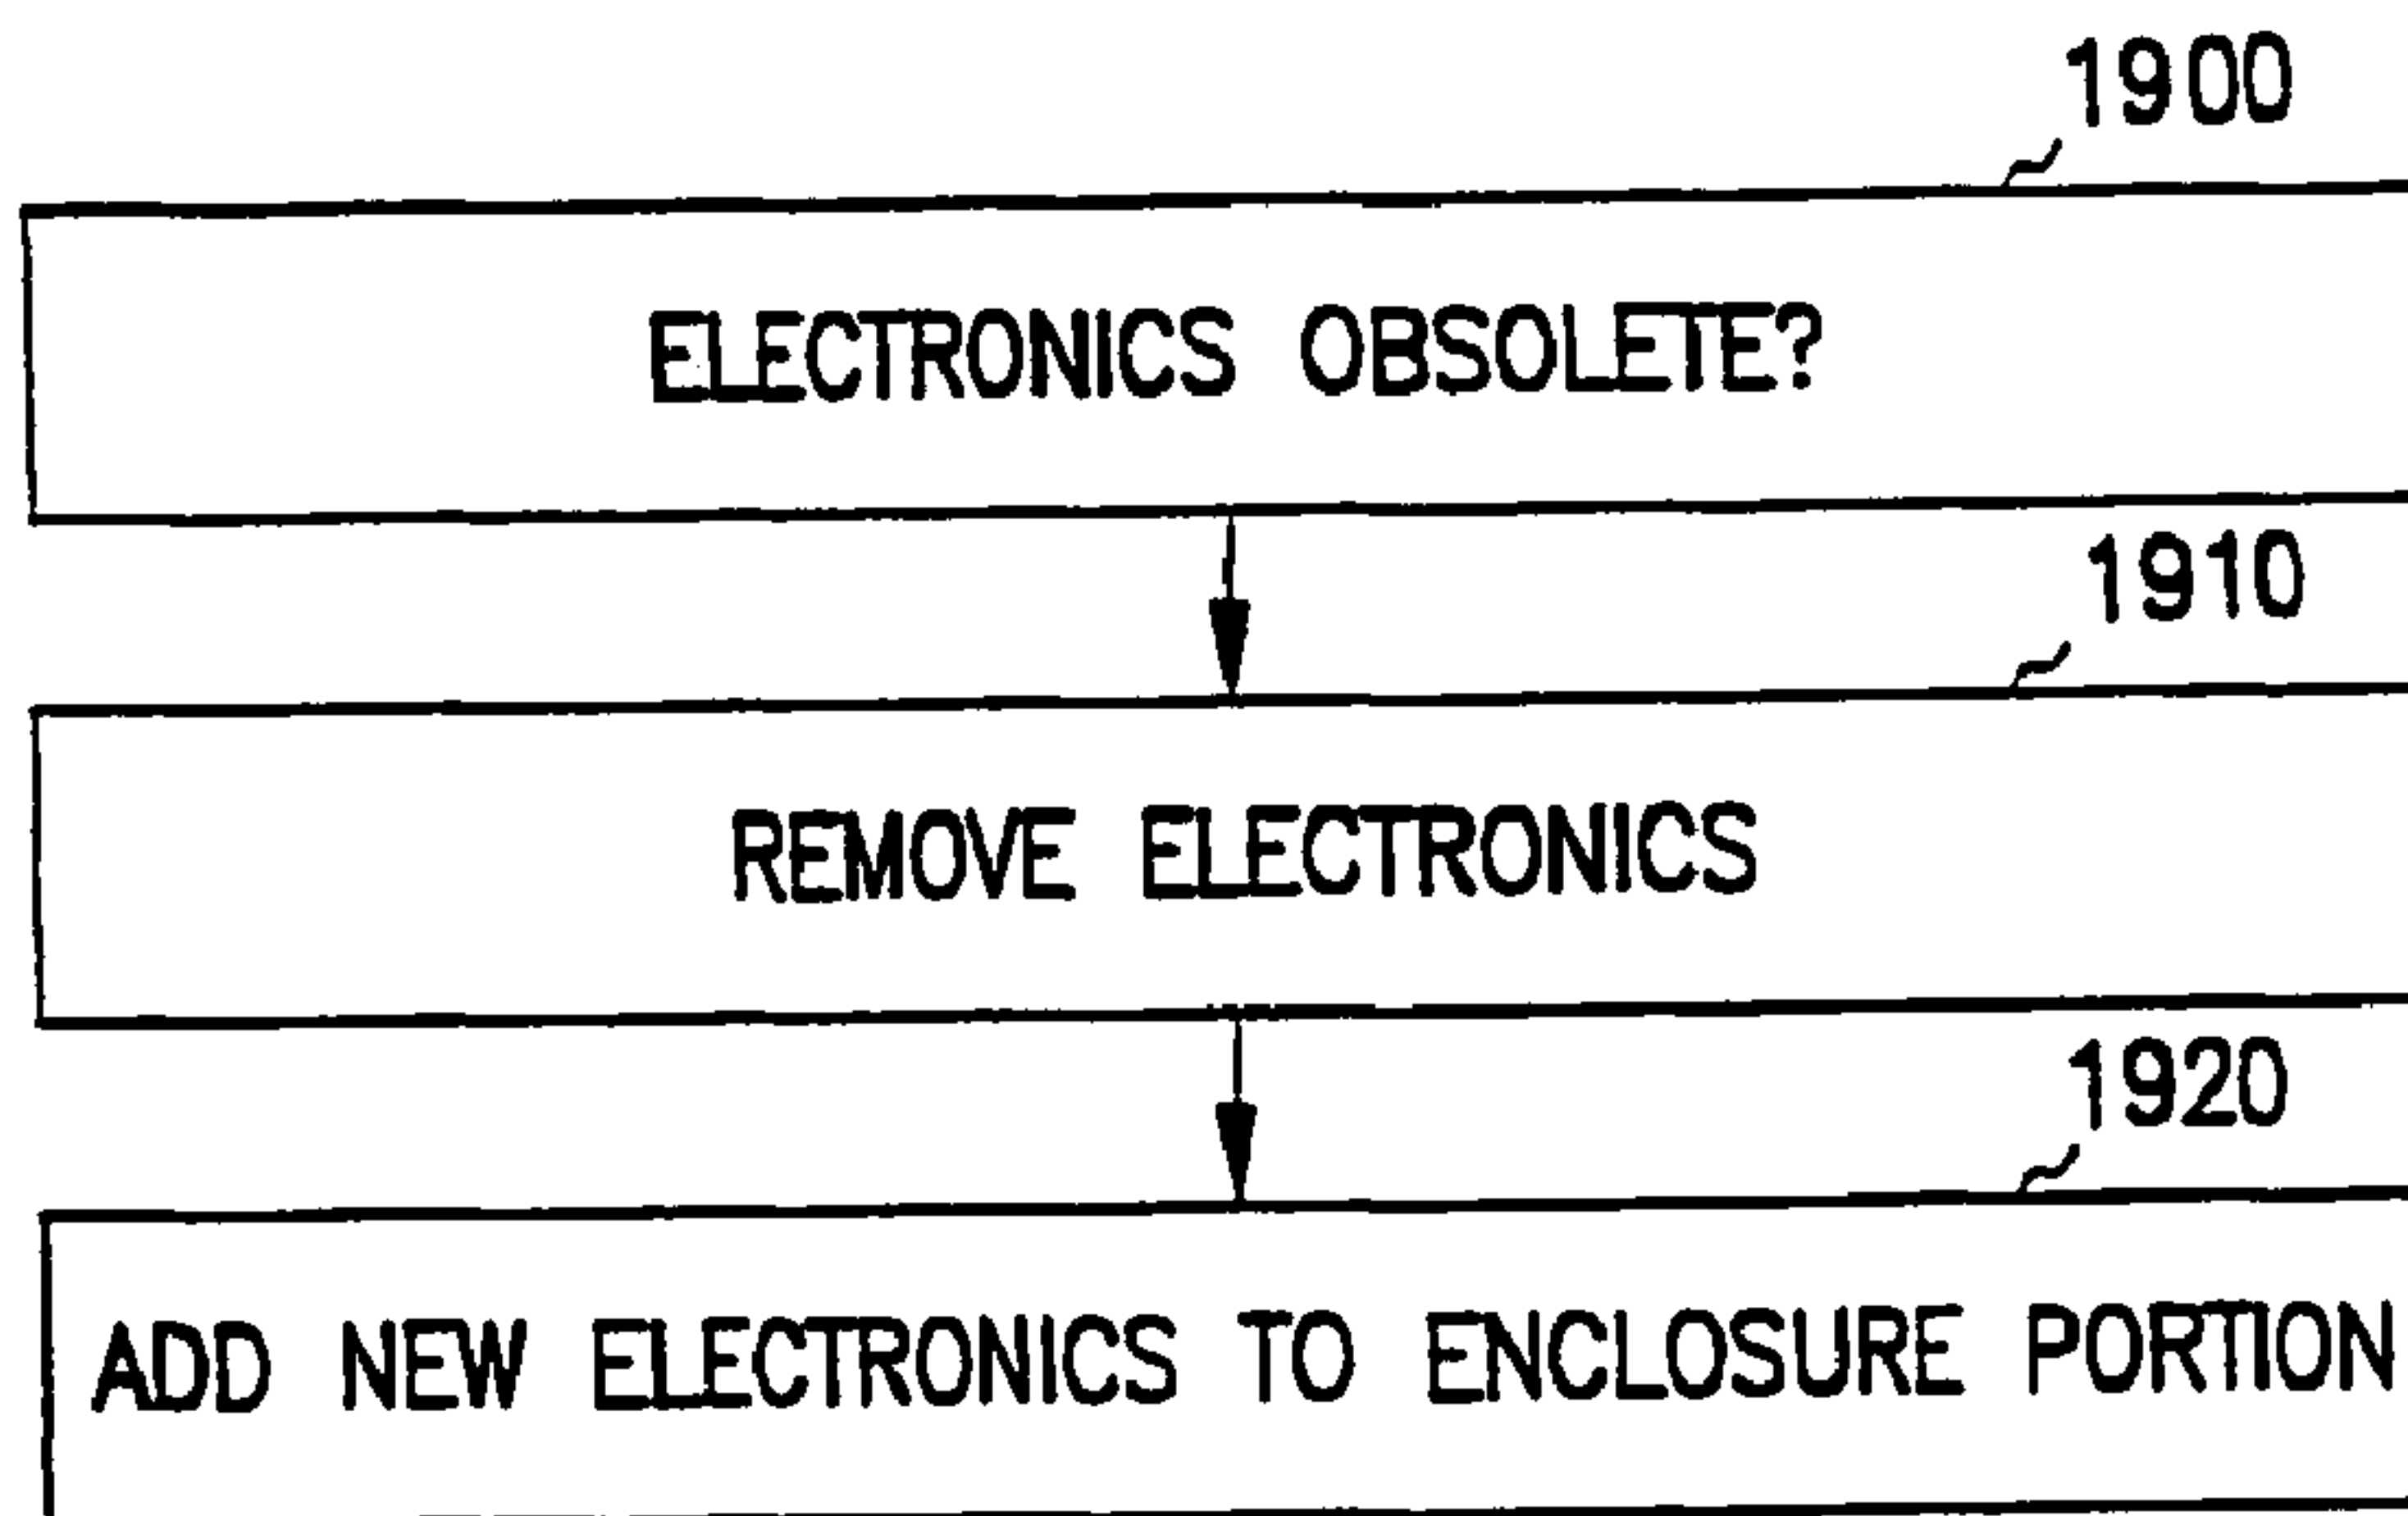 1900
ELECTRONICS OBSOLETE?
1910
REMOVE ELECTRONICS
1920
ADD NEW ELECTRONICS TO ENCLOSURE PORTION